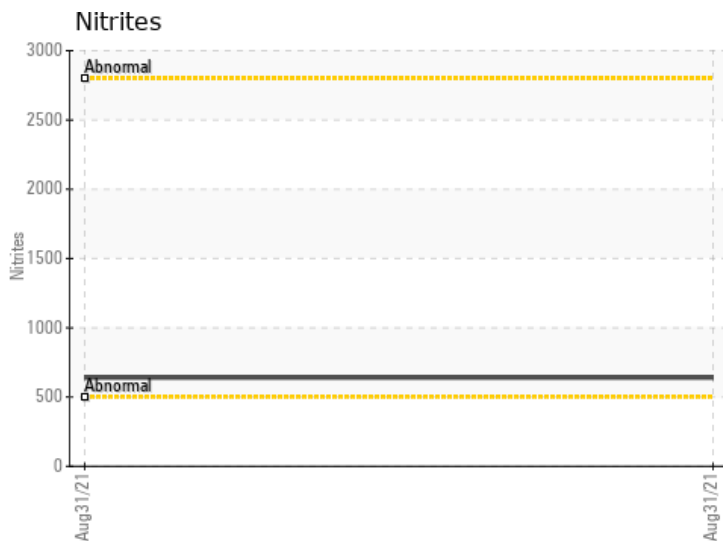 Nitrites
3000
Abnormal
2500
2000
Nitrites
1500
1000
Abnormal
500
0
Aug31/21
Aug31/21